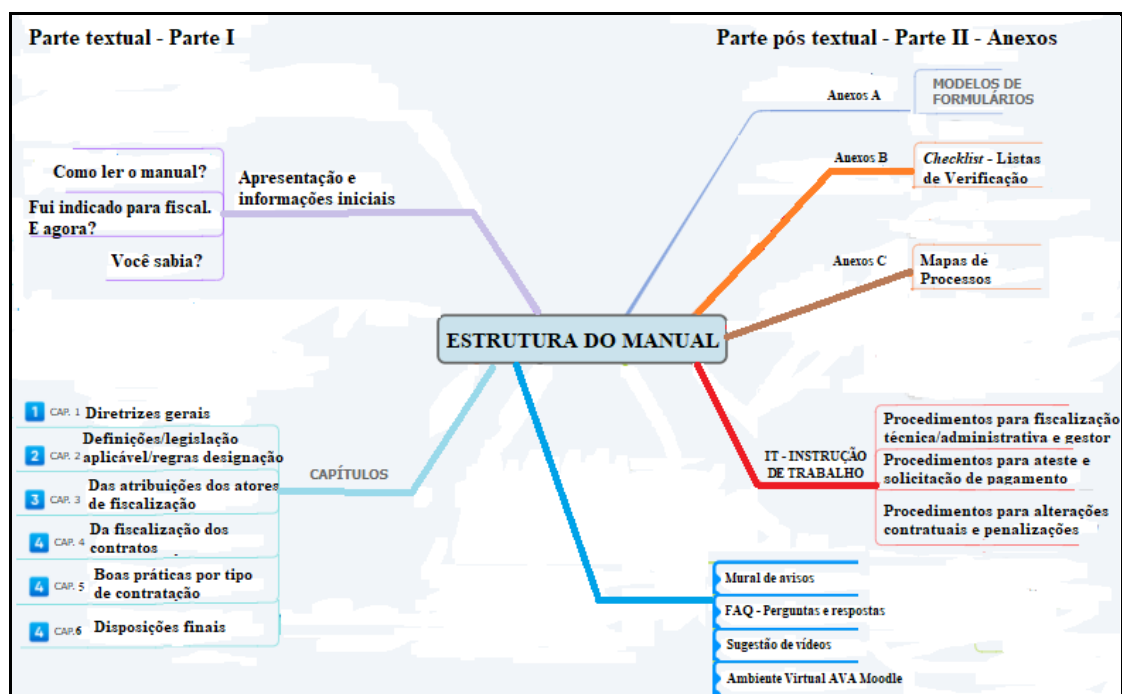 Parte textual - Parte I
Parte pós textual - Parte II - Anexos
Como ler o manual?
Fui indicado para fiscal.
E agora?
Você sabia?
Apresentação e
informações iniciais
Anexos A
MODELOS DE
FORMULÁRIOS
Anexos B
Checklist - Listas
de Verificação
Anexos C
Mapas de
Processos
ESTRUTURA DO MANUAL
1 CAP. 1 Diretrizes gerais
Definições/legislação
2 CAP. 2 aplicável/regras designação
Das atribuições dos atores
3 CAP. 3 de fiscalização
Da fiscalização dos
4 CAP. 4 contratos
Boas práticas por tipo
4 CAP. 5 de contratação
4 CAP.6 Disposições finais
CAPÍTULOS
IT - INSTRUÇÃO
DE TRABALHO
Procedimentos para fiscalização
técnica/administrativa e gestor
Procedimentos para ateste e
solicitação de pagamento
Procedimentos para alterações
contratuais e penalizações
Mural de avisos
FAQ - Perguntas e respostas
Sugestão de vídeos
Ambiente Virtual AVA Moodle